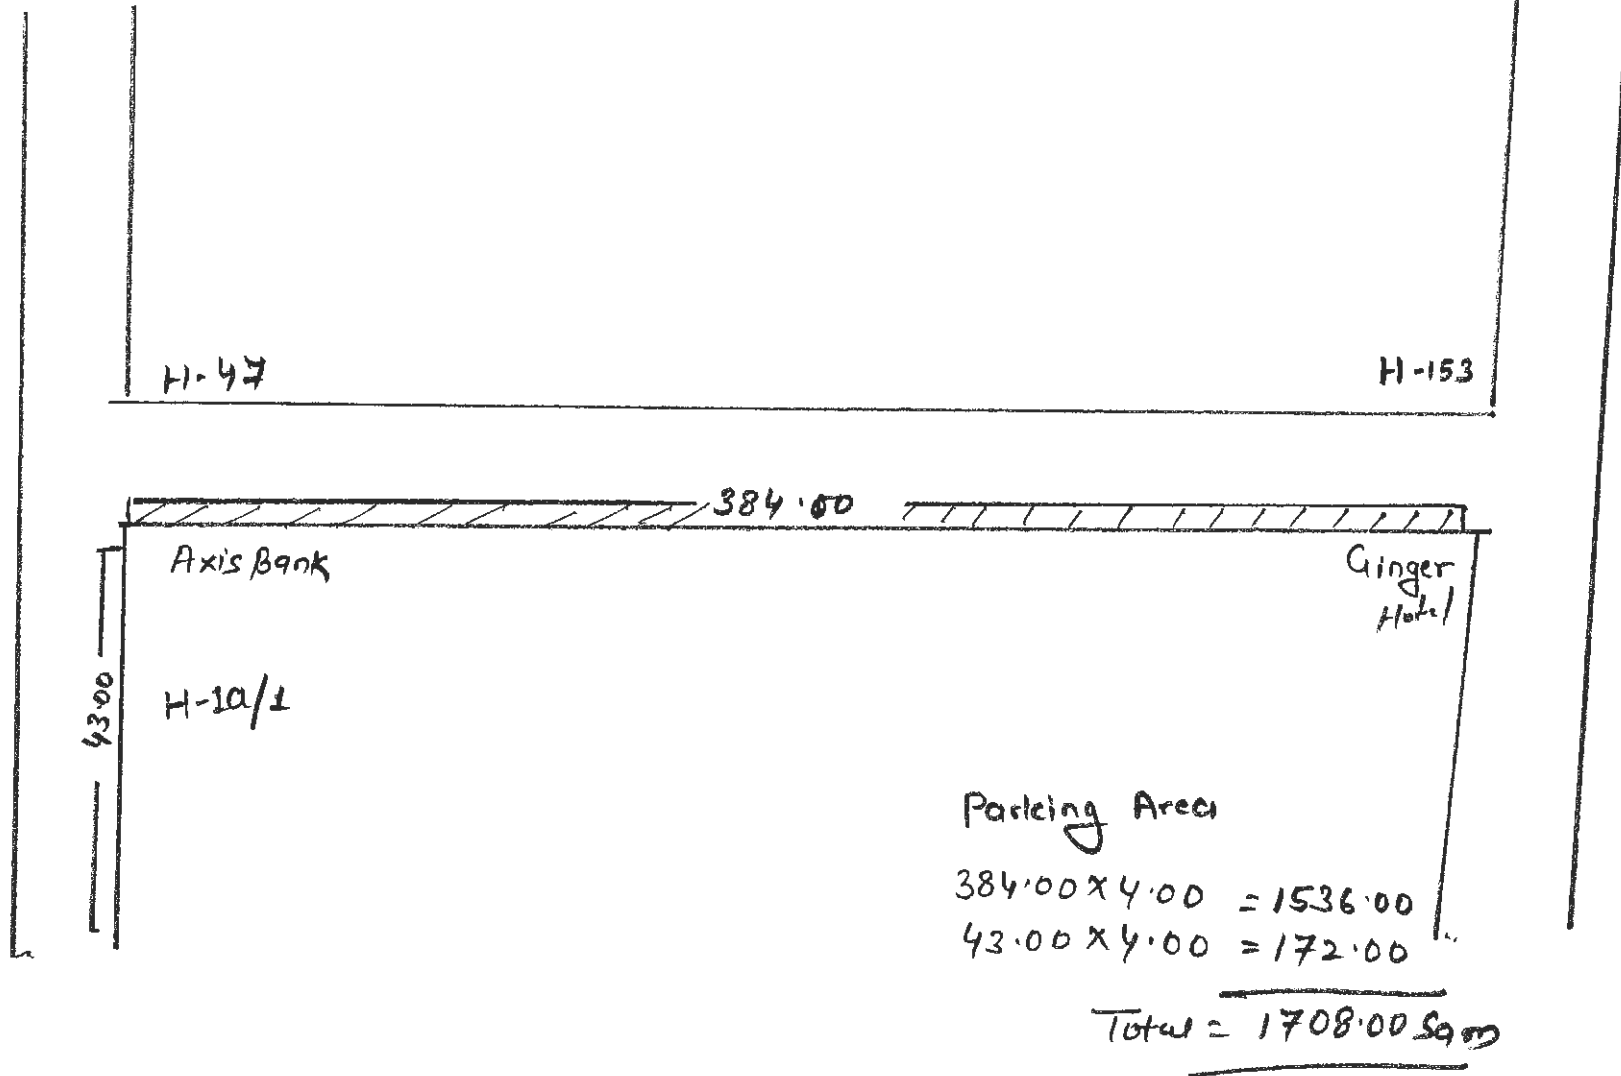 H-47
H-153
384.00
Axis Bank
Ginger
Hotel
43.00
H-1a/1
Parking Area
384.00 x 4.00 = 1536.00
43.00 x 4.00 = 172.00
Total = 1708.00 Sqm